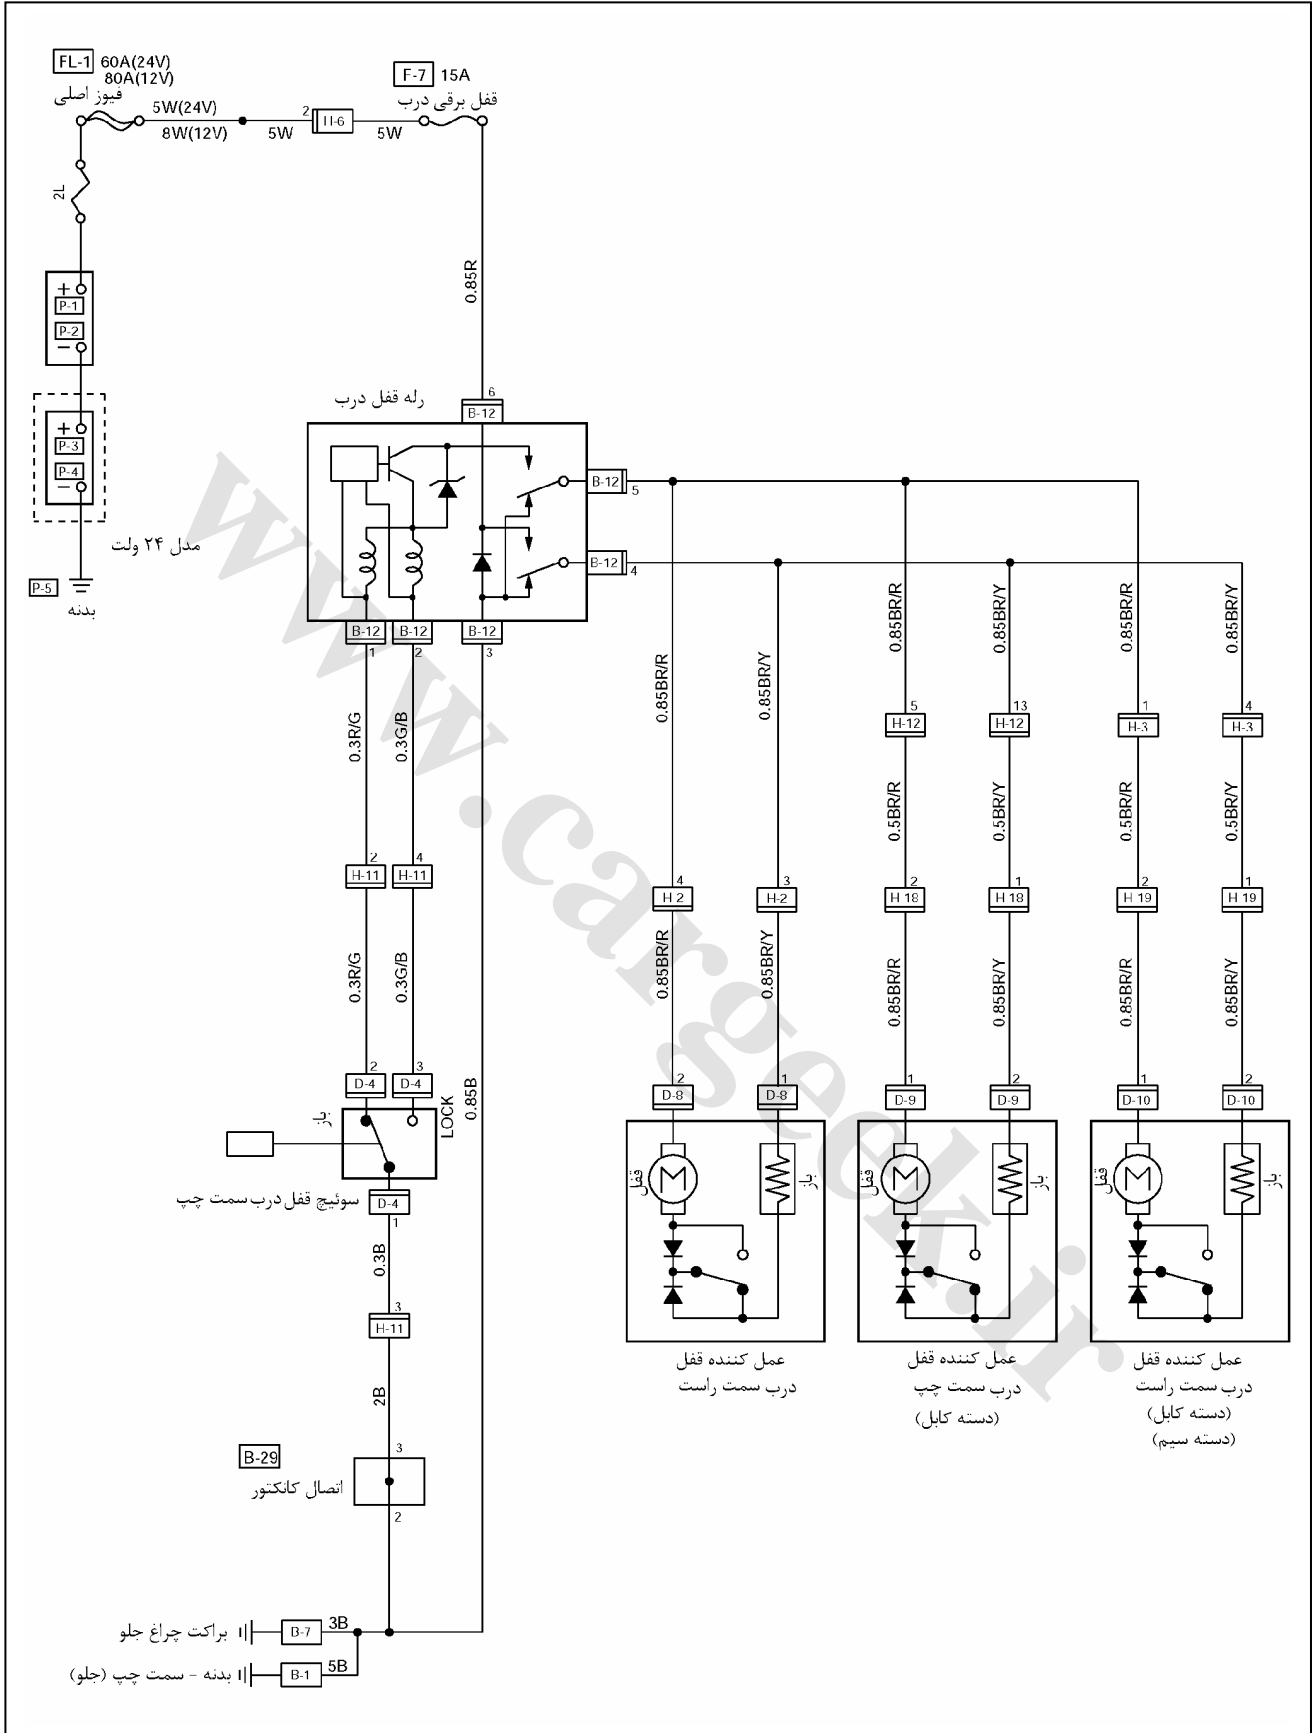 FL-1 60A(24V)
80A(12V)
فیوز اصلی
F-7 15A
قفل برقی درب
5W(24V)
8W(12V)
5W
2
H-6
5W
2L
0.85R
+
P-1
P-2
−
+
P-3
P-4
−
مدل ۲۴ ولت
P-5
بدنه
رله قفل درب
6
B-12
B-12
5
B-12
4
B-12
B-12
B-12
1
2
3
0.3R/G
0.3G/B
0.85BR/R
0.85BR/Y
0.85BR/R
0.85BR/Y
0.85BR/R
0.85BR/Y
5
13
1
4
H-12
H-12
H-3
H-3
0.5BR/R
0.5BR/Y
0.5BR/R
0.5BR/Y
2
4
H-11
H-11
4
3
2
1
2
1
H 2
H-2
H 18
H 18
H 19
H 19
0.3R/G
0.3G/B
0.85BR/R
0.85BR/Y
0.85BR/R
0.85BR/Y
0.85BR/R
0.85BR/Y
2
3
D-4
D-4
0.85B
2
1
1
2
1
2
D-8
D-8
D-9
D-9
D-10
D-10
باز
LOCK
سوئیچ قفل درب سمت چپ
D-4
1
قفل
M
باز
قفل
M
باز
قفل
M
باز
0.3B
3
H-11
2B
عمل کننده قفل
درب سمت راست
عمل کننده قفل
درب سمت چپ
(دسته کابل)
عمل کننده قفل
درب سمت راست
(دسته کابل)
(دسته سیم)
B-29
اتصال کانکتور
3
2
براکت چراغ جلو
B-7
3B
بدنه - سمت چپ (جلو)
B-1
5B
www.cargeek.ir